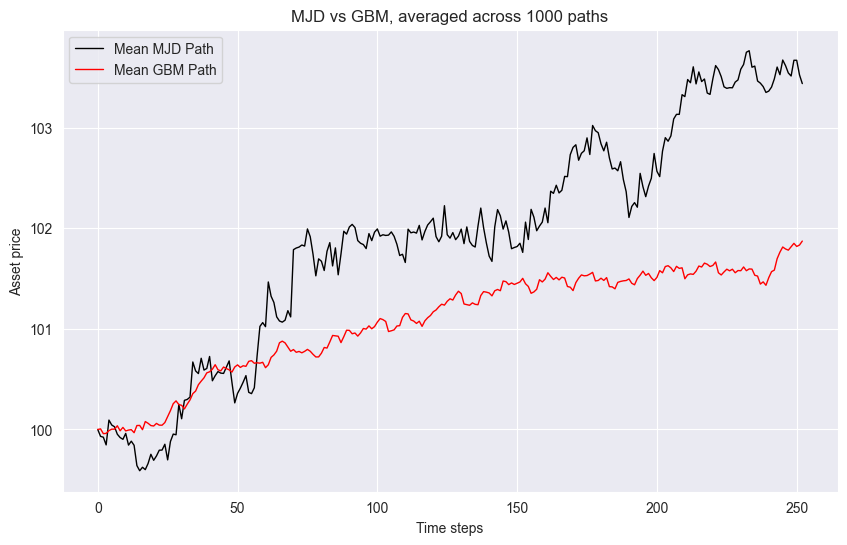 MJD vs GBM, averaged across 1000 paths
Mean MJD Path
Mean GBM Path
Asset price
103
102
101
100
0
50
100
150
200
250
Time steps